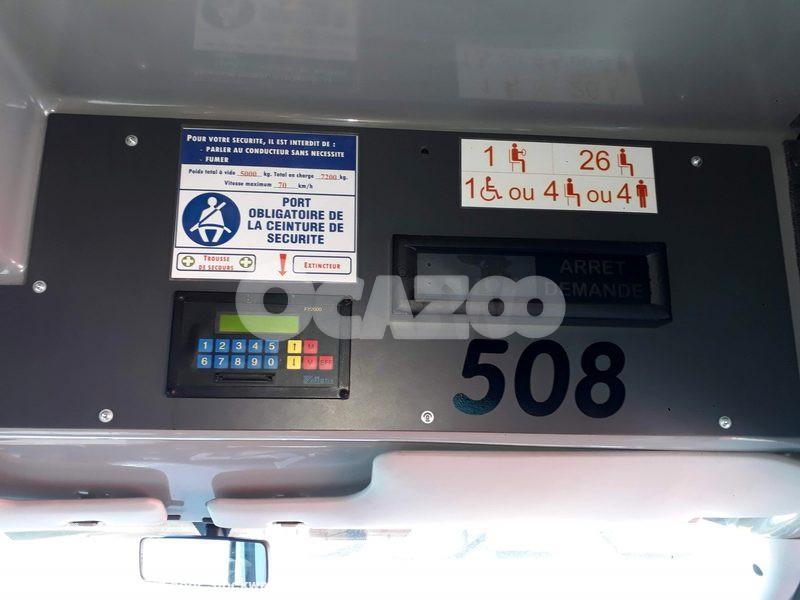 POUR VOTRE SECURITE, IL EST INTERDIT DE :
- PARLER AU CONDUCTEUR SANS NECESSITE
- FUMER
Poids total à vide 5000 kg. Total en charge 7200 kg.
Vitesse maximum 70 km/h
PORT
OBLIGATOIRE DE
LA CEINTURE DE
SECURITE
TROUSSE
DE SECOURS
EXTINCTEUR
1 26
1 ou 4 ou 4
ARRET
DEMANDE
OCAZOO
1 2 3 4 5 ↑ M
6 7 8 9 0 ↓ M EFF
508